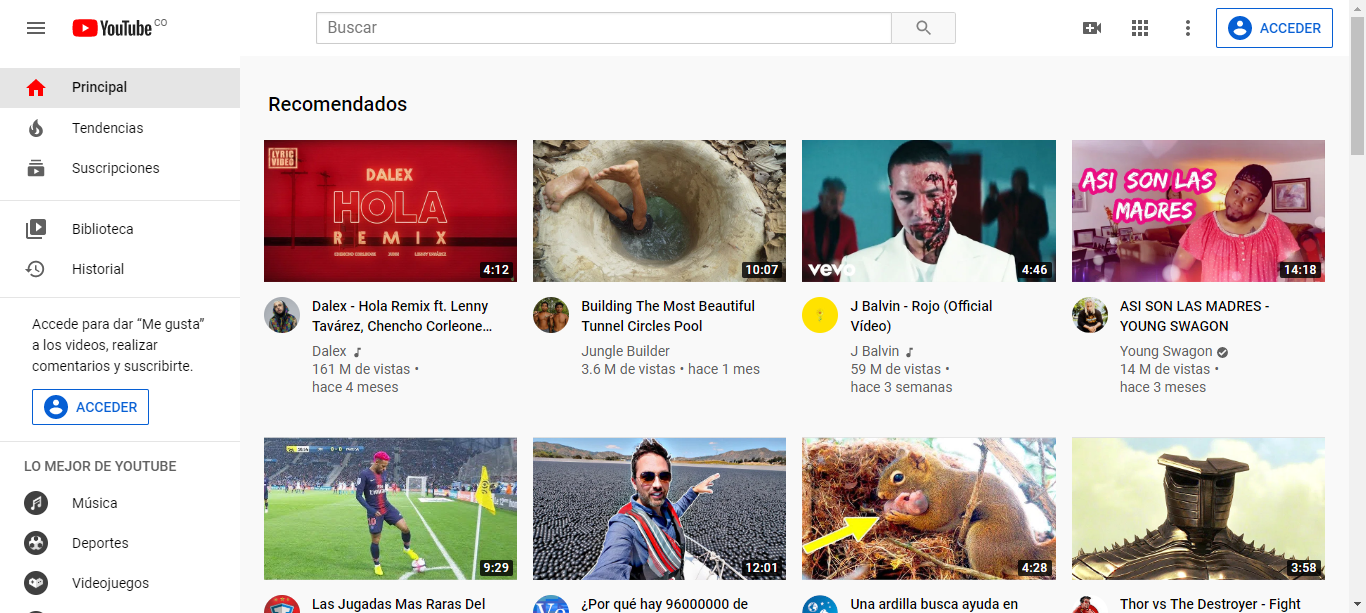 YouTube CO
Buscar
ACCEDER
Principal
Tendencias
Suscripciones
Biblioteca
Historial
Accede para dar “Me gusta”
a los videos, realizar
comentarios y suscribirte.
ACCEDER
LO MEJOR DE YOUTUBE
Música
Deportes
Videojuegos
Recomendados
LYRIC
VIDEO
DALEX
HOLA
REMIX
CHENCHO CORLEONE
LENNY TAVÁREZ
4:12
Dalex - Hola Remix ft. Lenny
Tavárez, Chencho Corleone…
Dalex
161 M de vistas •
hace 4 meses
10:07
Building The Most Beautiful
Tunnel Circles Pool
Jungle Builder
3.6 M de vistas • hace 1 mes
vevo
4:46
J Balvin - Rojo (Official
Vídeo)
J Balvin
59 M de vistas •
hace 3 semanas
ASI SON LAS
MADRES
14:18
ASI SON LAS MADRES -
YOUNG SWAGON
Young Swagon
14 M de vistas •
hace 3 meses
9:29
Las Jugadas Mas Raras Del
12:01
¿Por qué hay 96000000 de
4:28
Una ardilla busca ayuda en
3:58
Thor vs The Destroyer - Fight